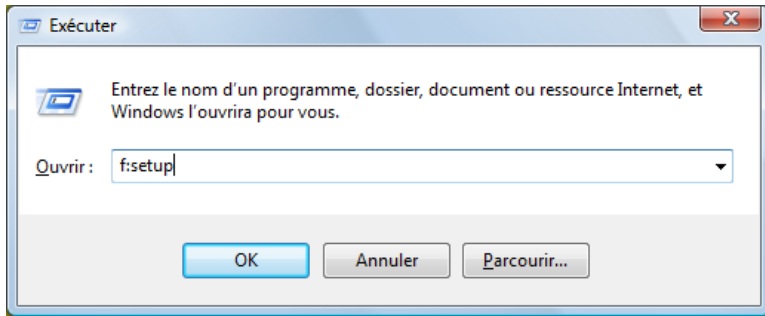 Exécuter
Entrez le nom d'un programme, dossier, document ou ressource Internet, et
Windows l'ouvrira pour vous.
Ouvrir : f:setup
OK Annuler Parcourir...